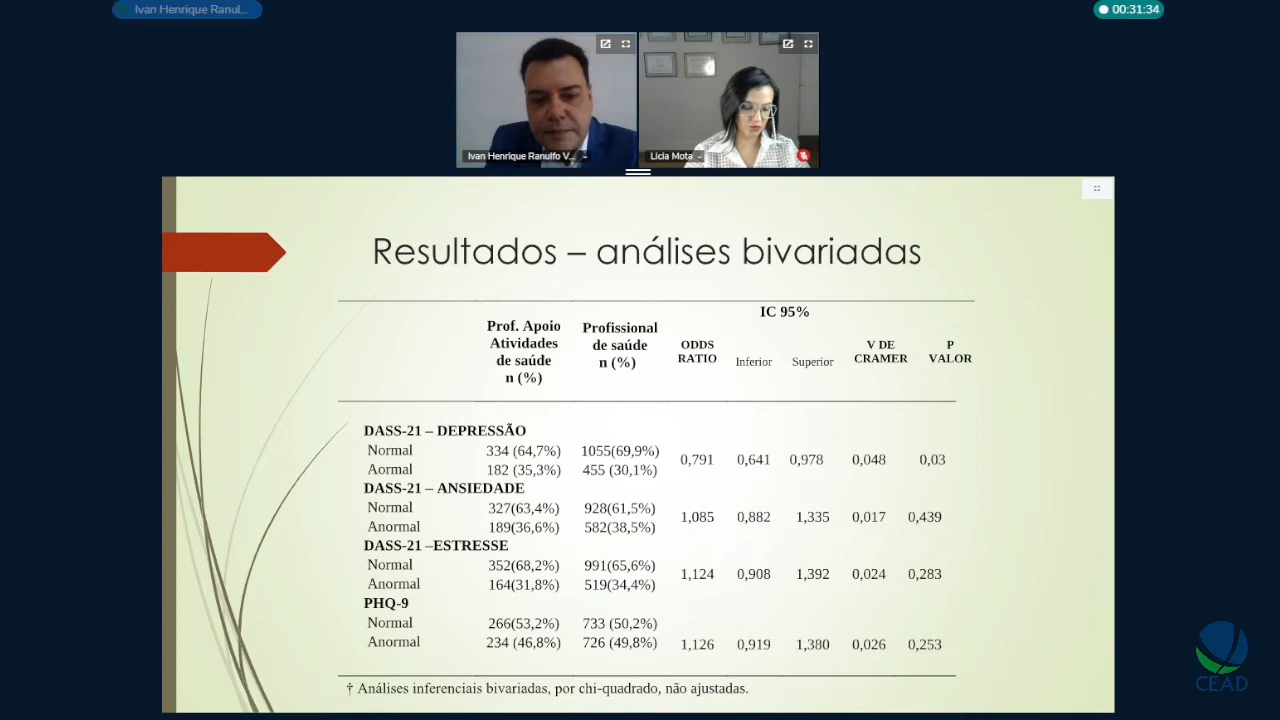 Ivan Henrique Ranul...
00:31:34
Ivan Henrique Ranulfo V...
Licia Mota
Resultados – análises bivariadas
IC 95%
Prof. Apoio Atividades de saúde n (%) Profissional de saúde n (%) ODDS RATIO Inferior Superior V DE CRAMER P VALOR
DASS-21 – DEPRESSÃO
Normal 334 (64,7%) 1055(69,9%)
0,791 0,641 0,978 0,048 0,03
Aormal 182 (35,3%) 455 (30,1%)
DASS-21 – ANSIEDADE
Normal 327(63,4%) 928(61,5%)
1,085 0,882 1,335 0,017 0,439
Anormal 189(36,6%) 582(38,5%)
DASS-21 –ESTRESSE
Normal 352(68,2%) 991(65,6%)
1,124 0,908 1,392 0,024 0,283
Anormal 164(31,8%) 519(34,4%)
PHQ-9
Normal 266(53,2%) 733 (50,2%)
Anormal 234 (46,8%) 726 (49,8%) 1,126 0,919 1,380 0,026 0,253
† Análises inferenciais bivariadas, por chi-quadrado, não ajustadas.
CEAD